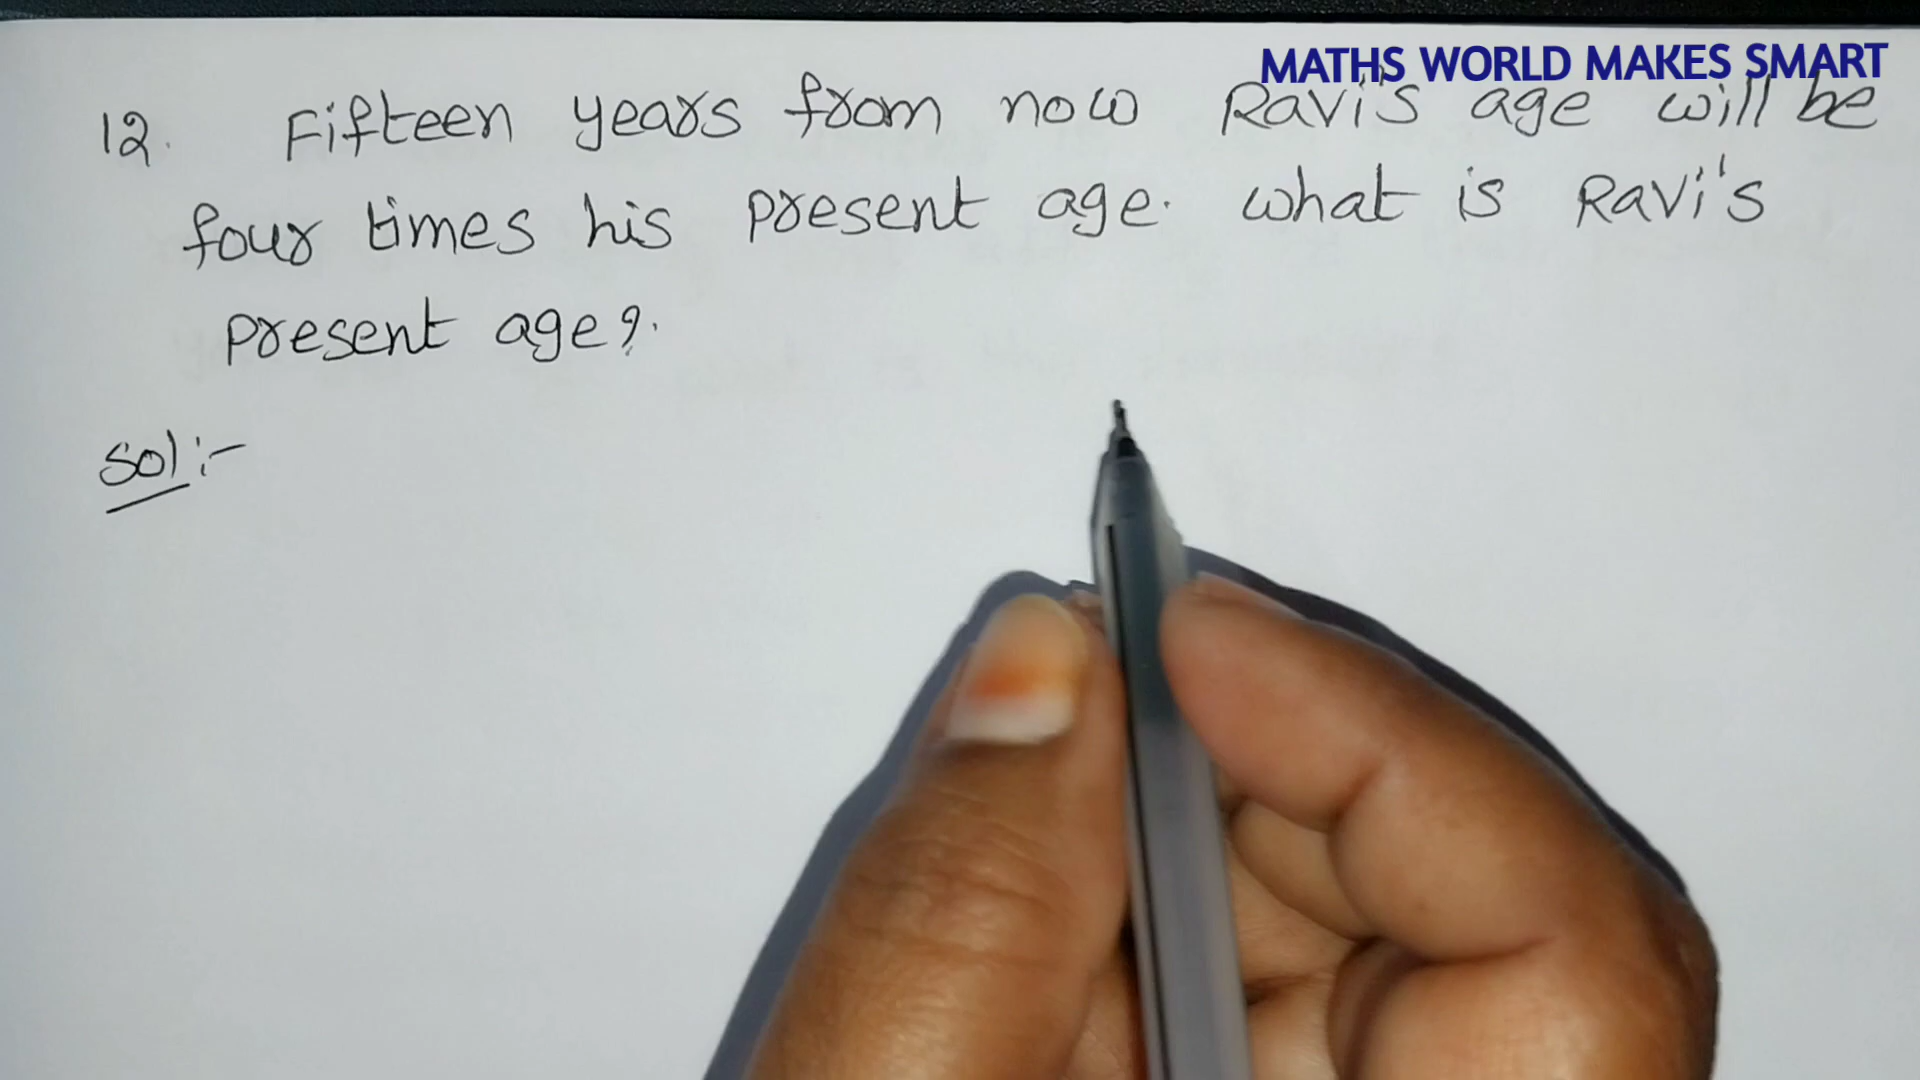 MATHS WORLD MAKES SMART
12. Fifteen years from now Ravi's age will be
four times his present age. what is Ravi's
present age?.
Sol:-